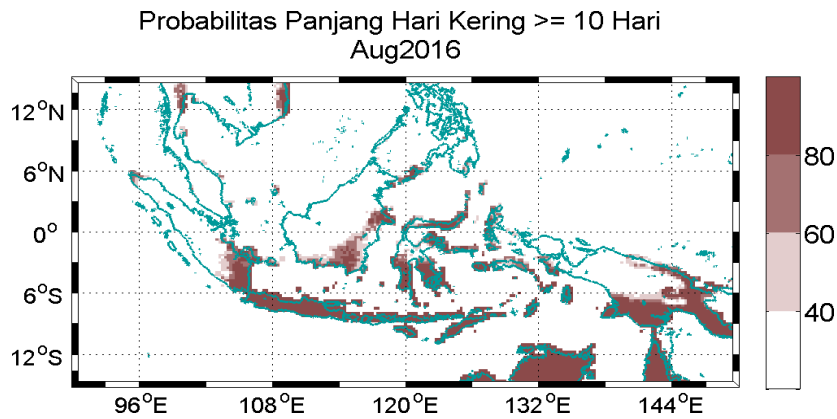 Probabilitas Panjang Hari Kering >= 10 Hari
Aug2016
12°N
6°N
0°
6°S
12°S
96°E 108°E 120°E 132°E 144°E
80
60
40